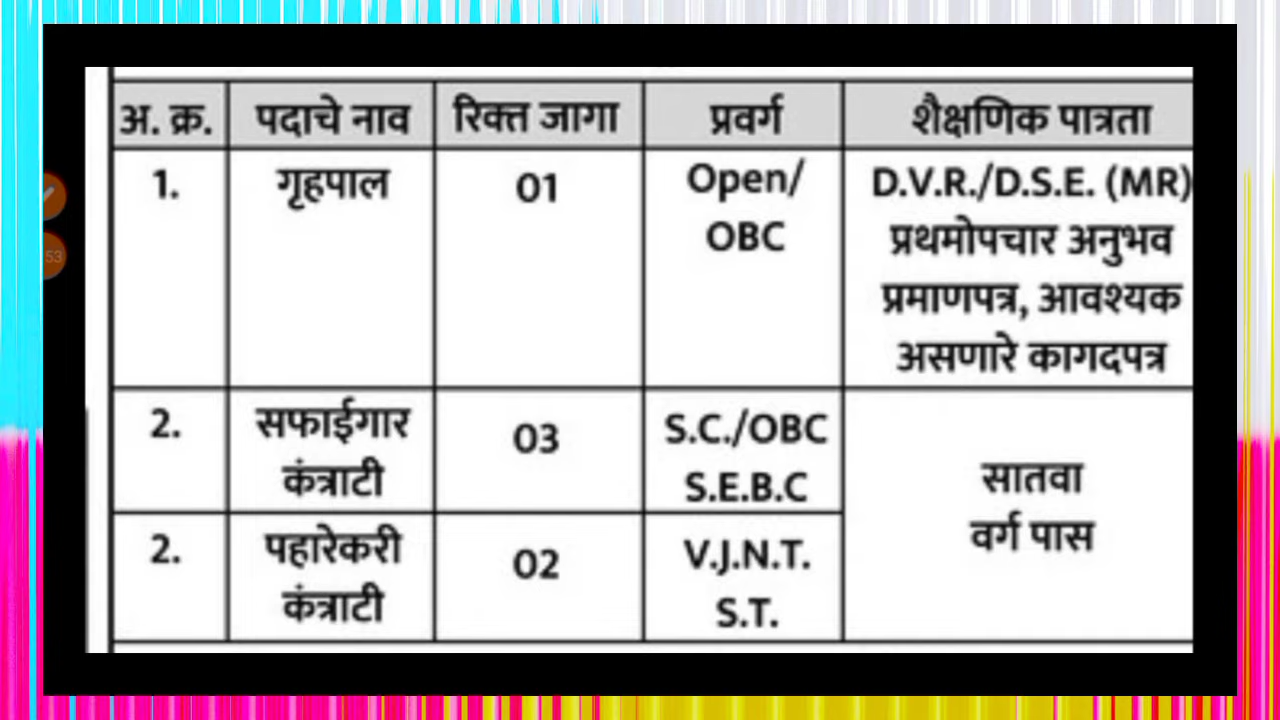 अ. क्र. पदाचे नाव रिक्त जागा प्रवर्ग शैक्षणिक पात्रता
1. गृहपाल 01 Open/ D.V.R./D.S.E. (MR)
OBC प्रथमोपचार अनुभव
प्रमाणपत्र, आवश्यक
असणारे कागदपत्र
2. सफाईगार 03 S.C./OBC
कंत्राटी S.E.B.C
सातवा
वर्ग पास
2. पहारेकरी 02 V.J.N.T.
कंत्राटी S.T.
53